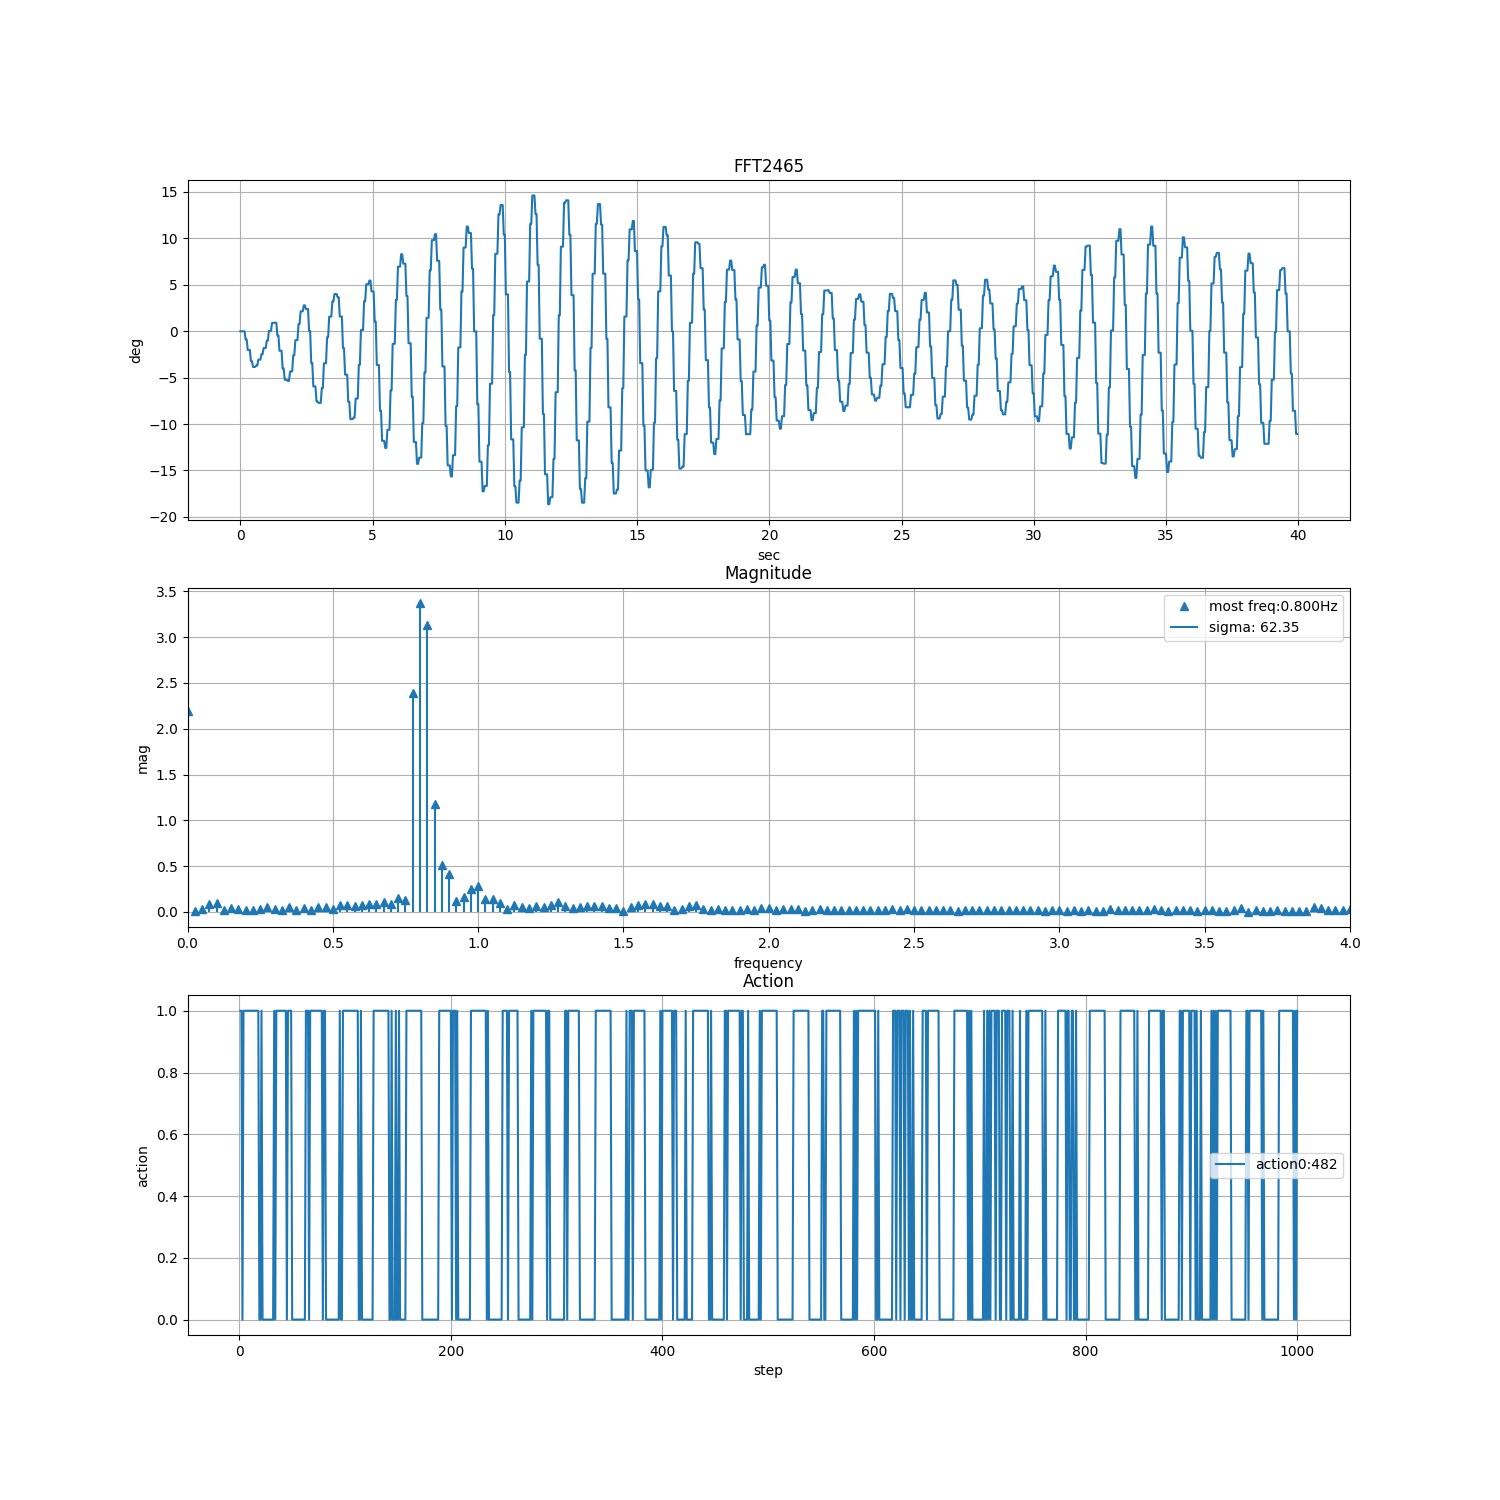 FFT2465
15
10
5
0
−5
−10
−15
−20
deg
0 5 10 15 20 25 30 35 40
sec
Magnitude
3.5
3.0
2.5
2.0
1.5
1.0
0.5
0.0
mag
most freq:0.800Hz
sigma: 62.35
0.0 0.5 1.0 1.5 2.0 2.5 3.0 3.5 4.0
frequency
Action
1.0
0.8
0.6
0.4
0.2
0.0
action
action0:482
0 200 400 600 800 1000
step